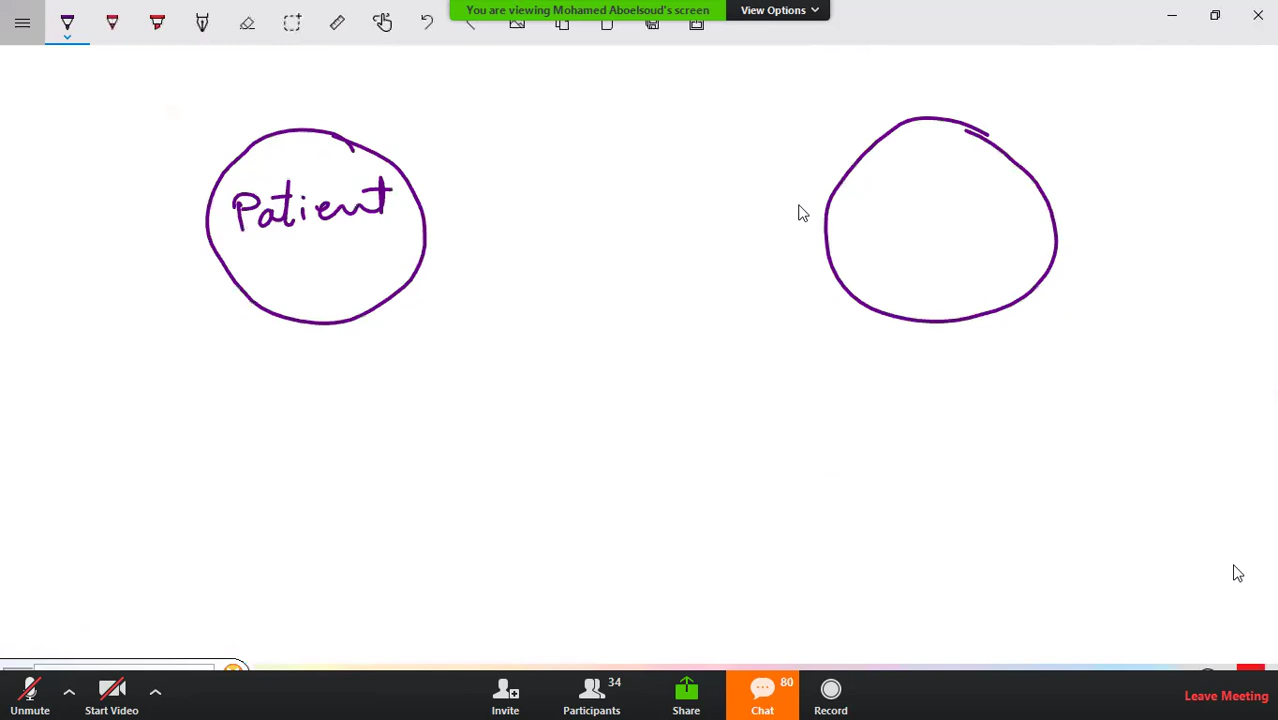 You are viewing Mohamed Aboelsoud's screen
View Options
Patient
34
80
Unmute
Start Video
Invite
Participants
Share
Chat
Record
Leave Meeting